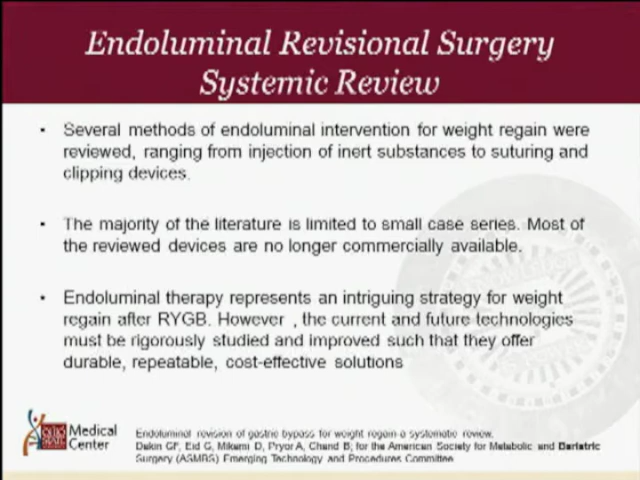 Endoluminal Revisional Surgery
Systemic Review
• Several methods of endoluminal intervention for weight regain were
reviewed, ranging from injection of inert substances to suturing and
clipping devices.
• The majority of the literature is limited to small case series. Most of
the reviewed devices are no longer commercially available.
• Endoluminal therapy represents an intriguing strategy for weight
regain after RYGB. However , the current and future technologies
must be rigorously studied and improved such that they offer
durable, repeatable, cost-effective solutions
Medical
Center
Endoluminal revision of gastric bypass for weight regain-a systematic review.
Dakin GF, Eid G, Mikami D, Pryor A, Chand B; for the American Society for Metabolic and Bariatric
Surgery (ASMBS) Emerging Technology and Procedures Committee